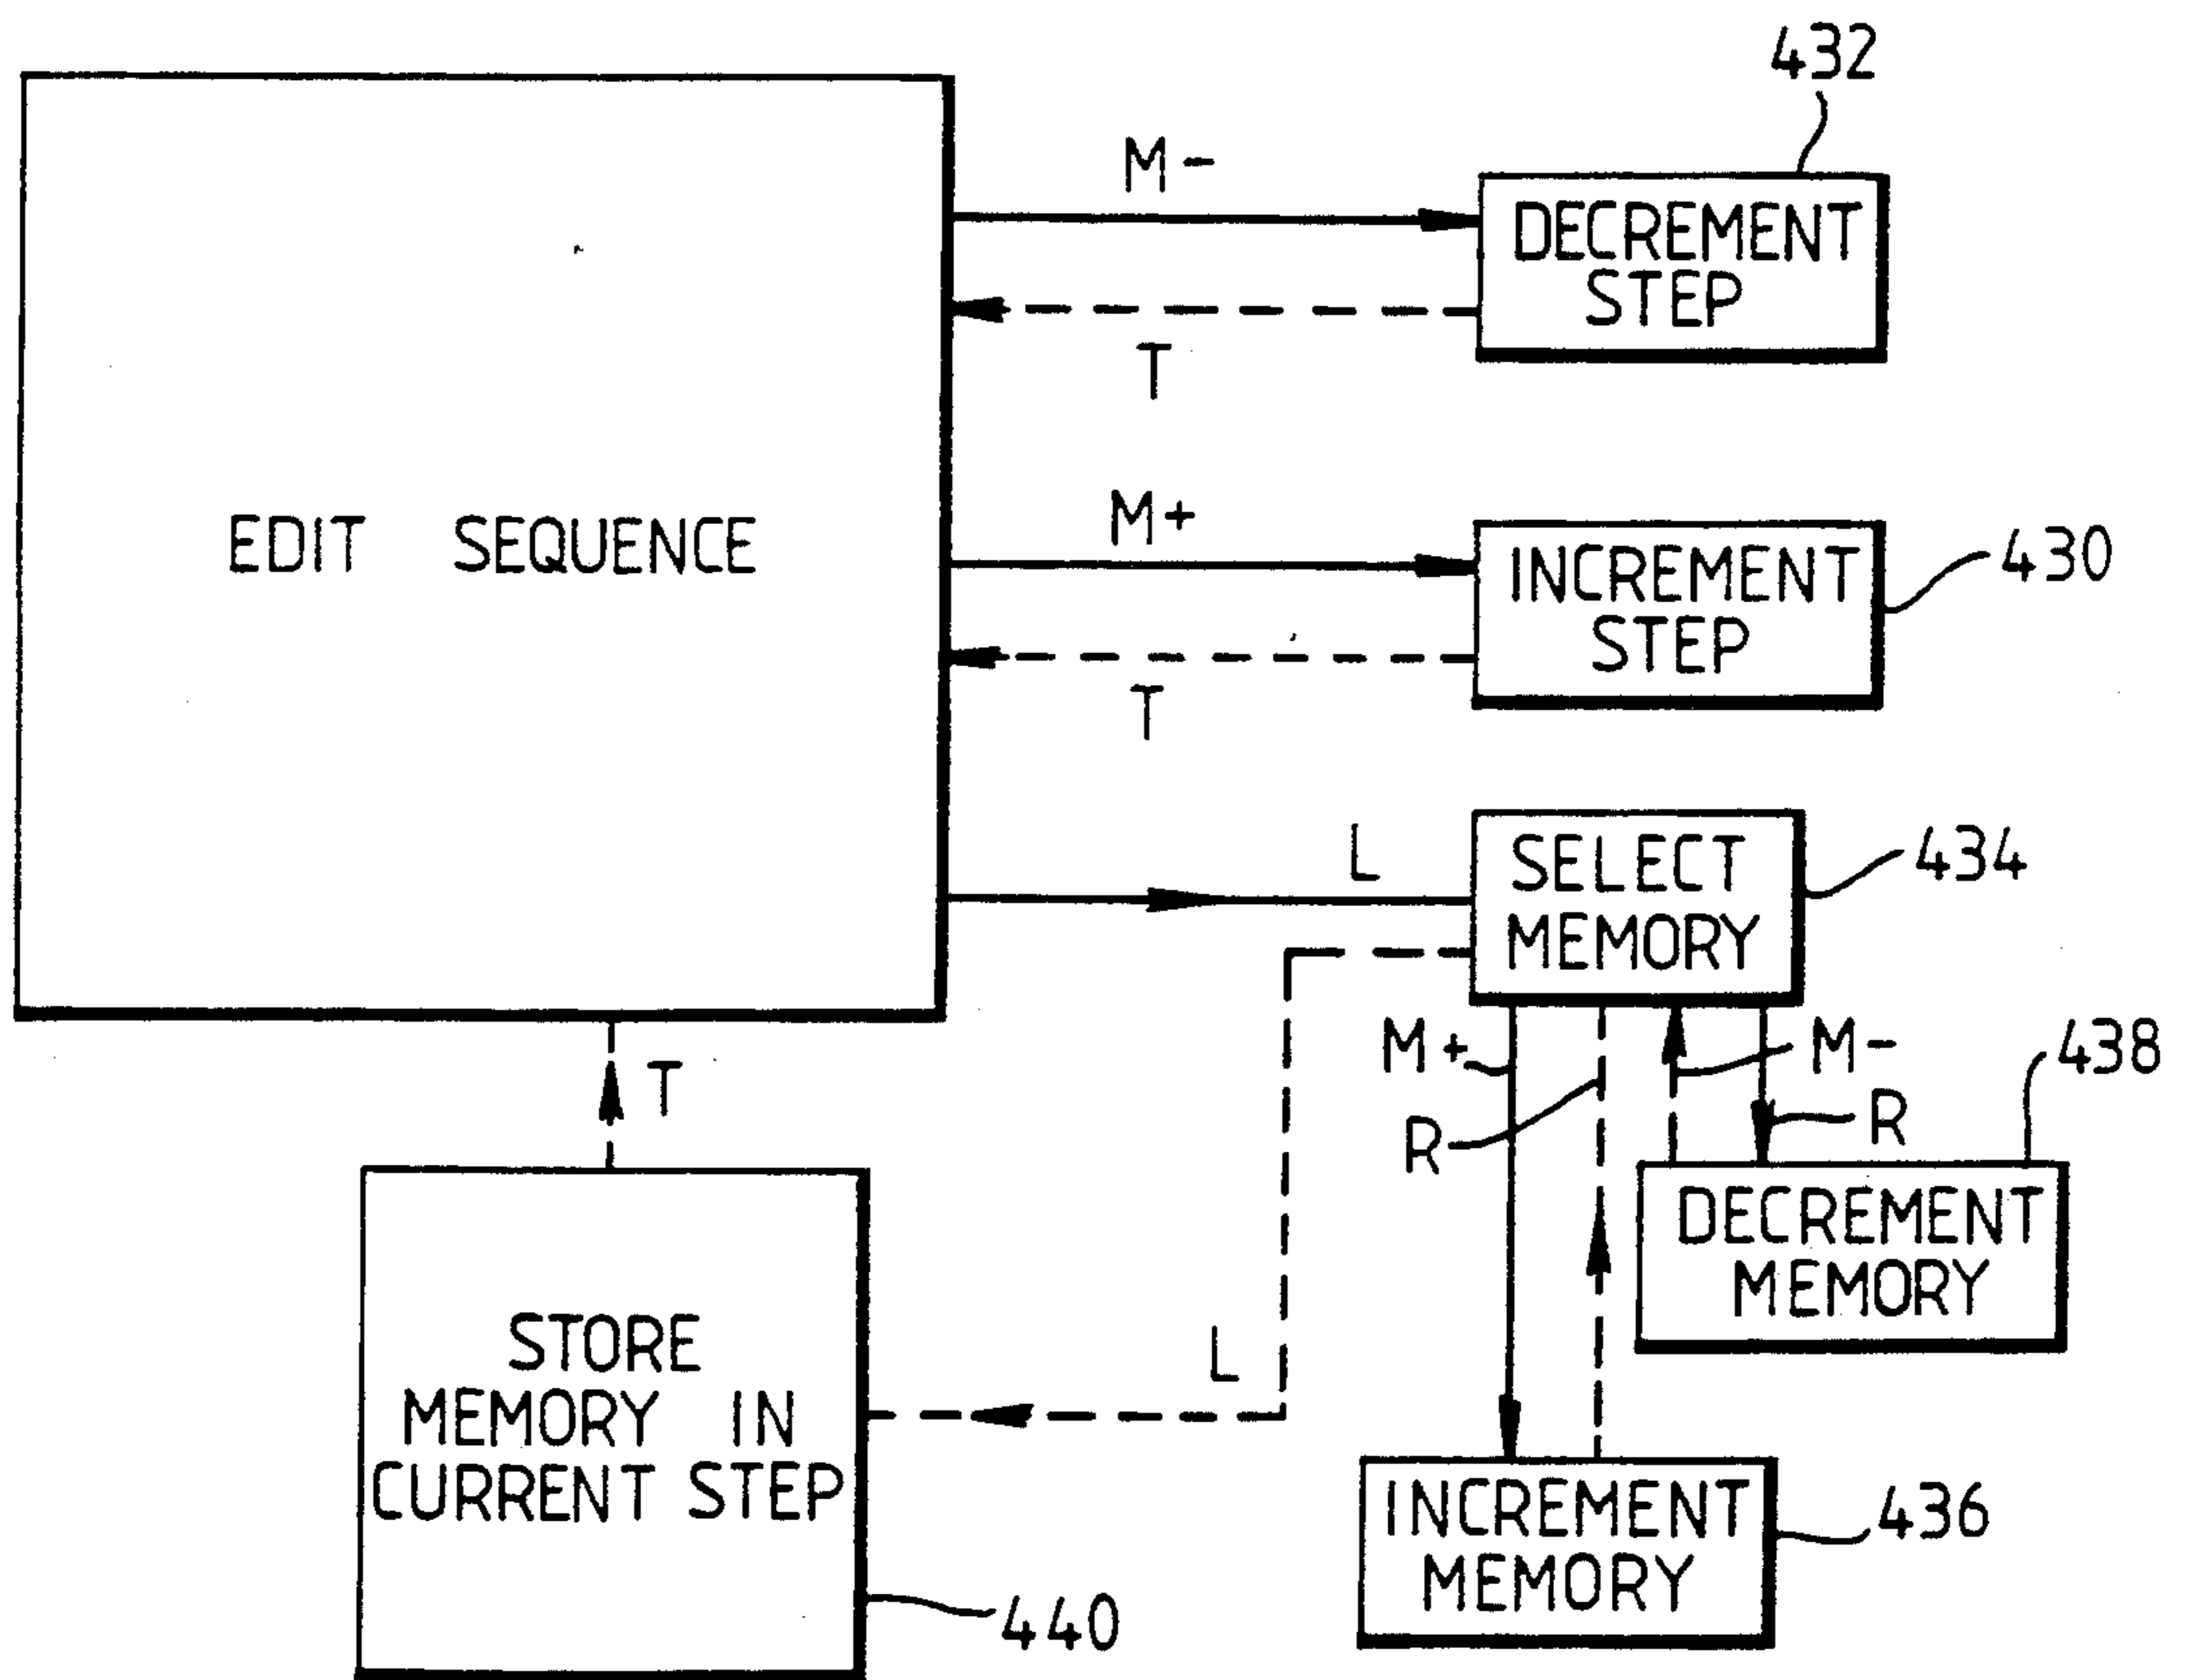 432
M-
DECREMENT
STEP
T
EDIT SEQUENCE
M+
INCREMENT
STEP
430
T
L
SELECT
MEMORY
434
M+
M-
438
R
R
T
DECREMENT
MEMORY
STORE
MEMORY IN
CURRENT STEP
L
INCREMENT
MEMORY
436
440